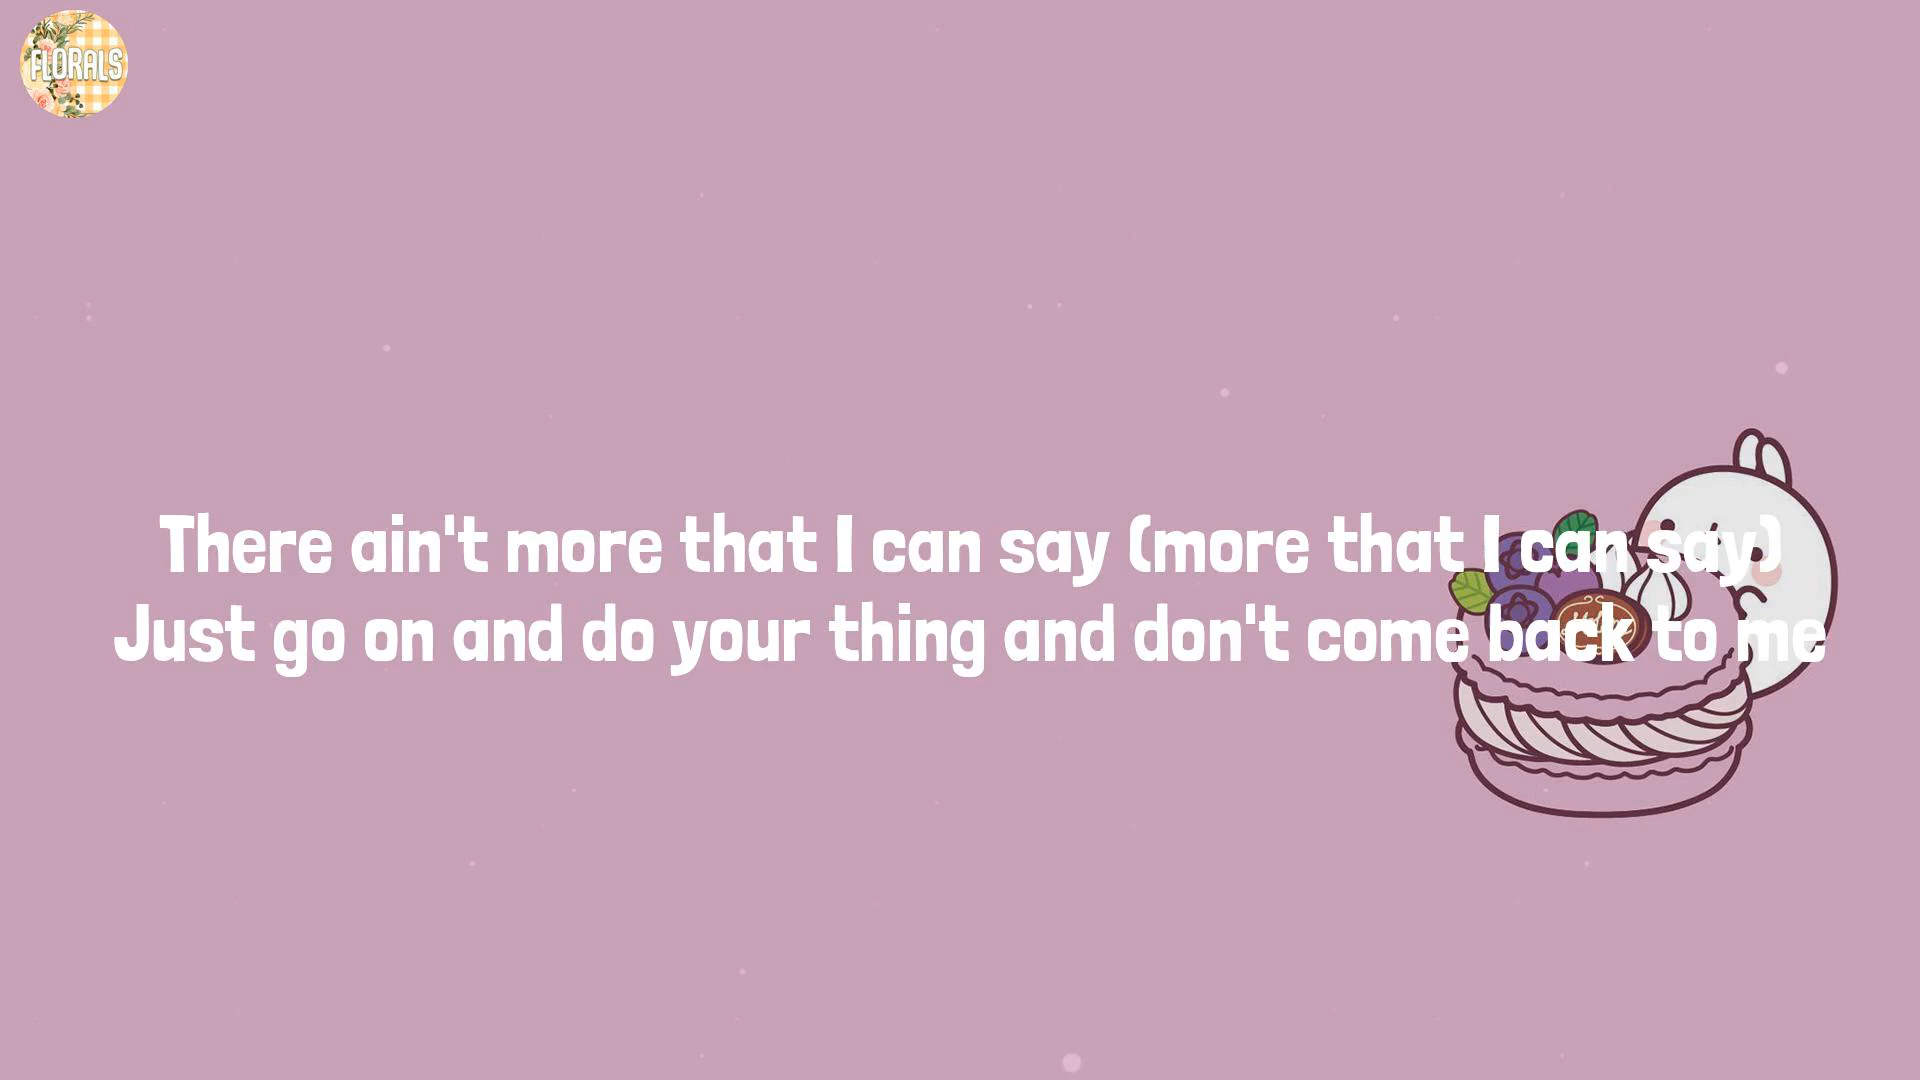 FLORALS
There ain't more that I can say (more that I can say)
Just go on and do your thing and don't come back to me